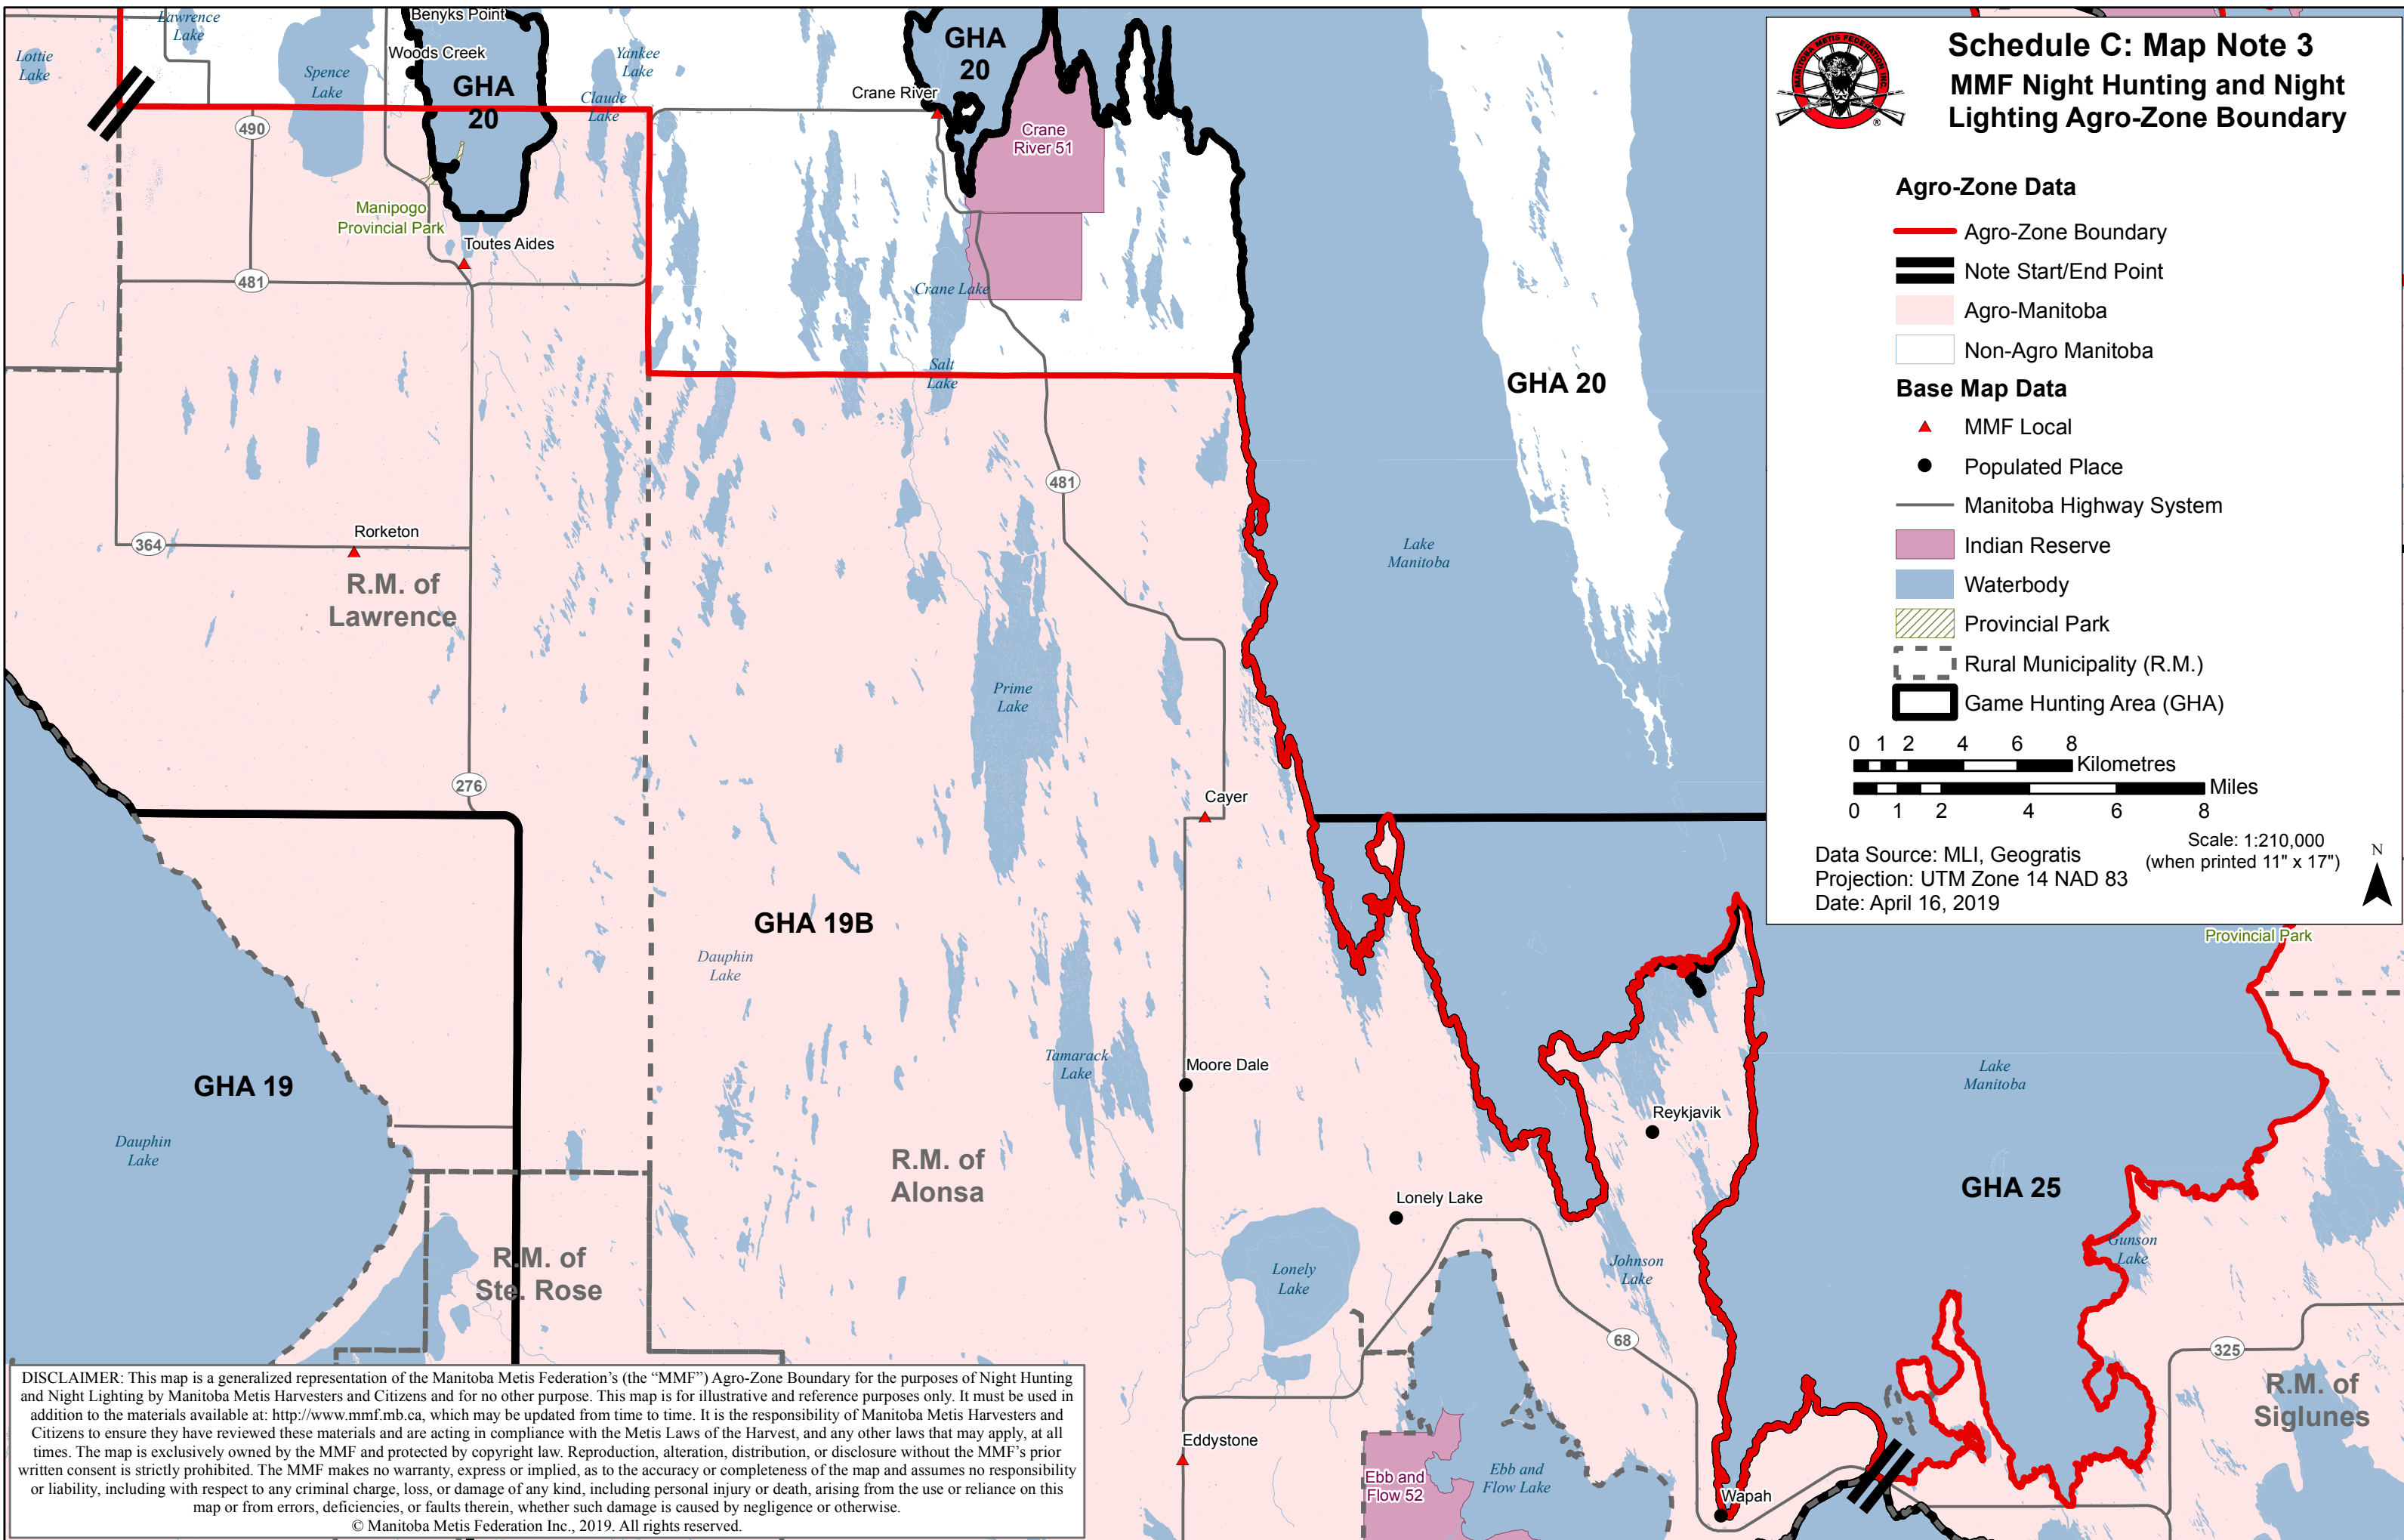 Schedule C: Map Note 3
MMF Night Hunting and Night
Lighting Agro-Zone Boundary
MANITOBA METIS FEDERATION INC.
®
Agro-Zone Data
Agro-Zone Boundary
Note Start/End Point
Agro-Manitoba
Non-Agro Manitoba
Base Map Data
MMF Local
Populated Place
Manitoba Highway System
Indian Reserve
Waterbody
Provincial Park
Rural Municipality (R.M.)
Game Hunting Area (GHA)
0 1 2 4 6 8
Kilometres
Miles
0 1 2 4 6 8
Scale: 1:210,000
(when printed 11" x 17")
N
Data Source: MLI, Geogratis
Projection: UTM Zone 14 NAD 83
Date: April 16, 2019
Lottie
Lake
Lawrence
Lake
Spence
Lake
Benyks Point
Woods Creek
GHA
20
Yankee
Lake
Claude
Lake
Crane River
GHA
20
Crane
River 51
490
Manipogo
Provincial Park
Toutes Aides
481
Crane Lake
Salt
Lake
GHA 20
481
Lake
Manitoba
364
Rorketon
R.M. of
Lawrence
Prime
Lake
276
Cayer
GHA 19B
Dauphin
Lake
Provincial Park
GHA 19
Dauphin
Lake
Tamarack
Lake
Moore Dale
Reykjavik
Lake
Manitoba
GHA 25
R.M. of
Alonsa
Lonely Lake
R.M. of
Ste. Rose
Lonely
Lake
Johnson
Lake
Gunson
Lake
68
325
R.M. of
Siglunes
Eddystone
Ebb and
Flow 52
Ebb and
Flow Lake
Wapah
DISCLAIMER: This map is a generalized representation of the Manitoba Metis Federation's (the “MMF”) Agro-Zone Boundary for the purposes of Night Hunting
and Night Lighting by Manitoba Metis Harvesters and Citizens and for no other purpose. This map is for illustrative and reference purposes only. It must be used in
addition to the materials available at: http://www.mmf.mb.ca, which may be updated from time to time. It is the responsibility of Manitoba Metis Harvesters and
Citizens to ensure they have reviewed these materials and are acting in compliance with the Metis Laws of the Harvest, and any other laws that may apply, at all
times. The map is exclusively owned by the MMF and protected by copyright law. Reproduction, alteration, distribution, or disclosure without the MMF's prior
written consent is strictly prohibited. The MMF makes no warranty, express or implied, as to the accuracy or completeness of the map and assumes no responsibility
or liability, including with respect to any criminal charge, loss, or damage of any kind, including personal injury or death, arising from the use or reliance on this
map or from errors, deficiencies, or faults therein, whether such damage is caused by negligence or otherwise.
© Manitoba Metis Federation Inc., 2019. All rights reserved.